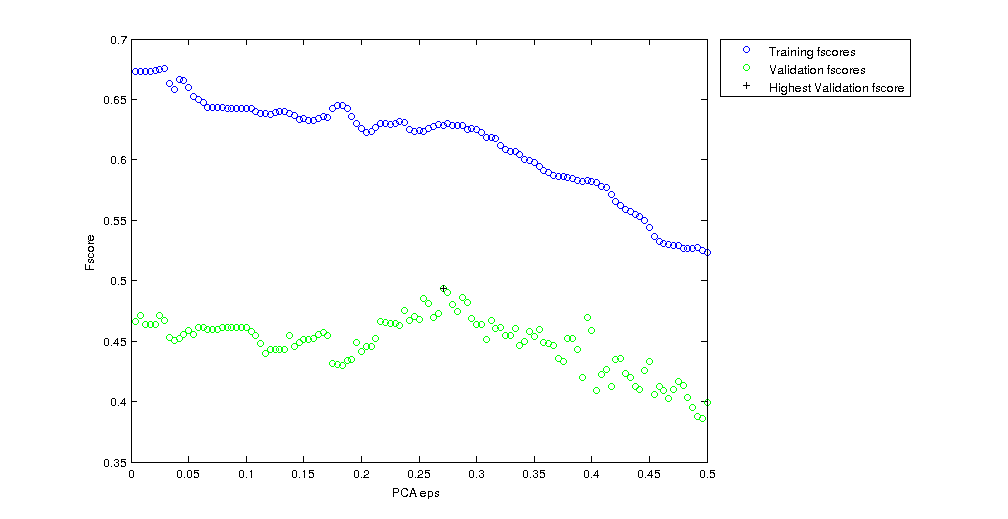 0.7
0.65
0.6
0.55
0.5
0.45
0.4
0.35
Fscore
0 0.05 0.1 0.15 0.2 0.25 0.3 0.35 0.4 0.45 0.5
PCA eps
Training fscores
Validation fscores
Highest Validation fscore